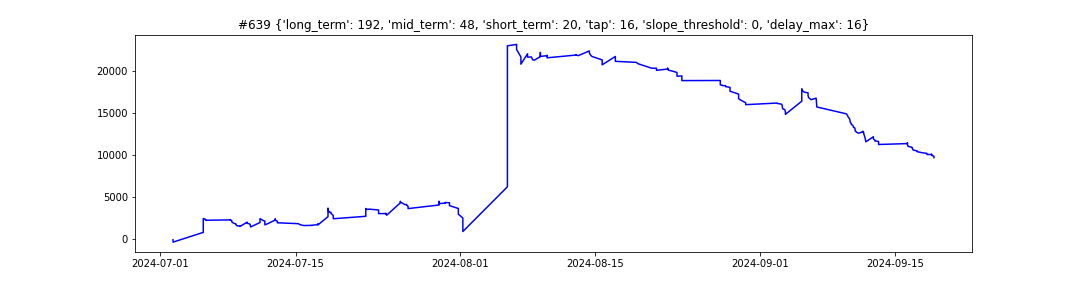 #639 {'long_term': 192, 'mid_term': 48, 'short_term': 20, 'tap': 16, 'slope_threshold': 0, 'delay_max': 16}
20000
15000
10000
5000
0
2024-07-01 2024-07-15 2024-08-01 2024-08-15 2024-09-01 2024-09-15